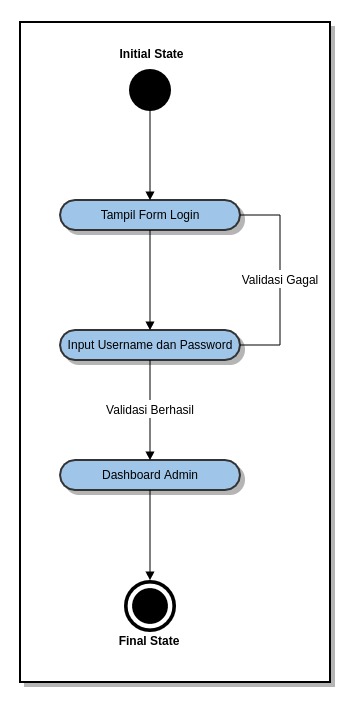 Initial State
Tampil Form Login
Validasi Gagal
Input Username dan Password
Validasi Berhasil
Dashboard Admin
Final State